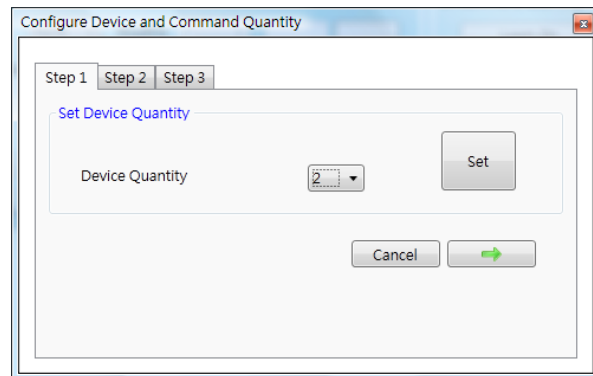 Configure Device and Command Quantity
Step 1 Step 2 Step 3
Set Device Quantity
Device Quantity 2 Set
Cancel